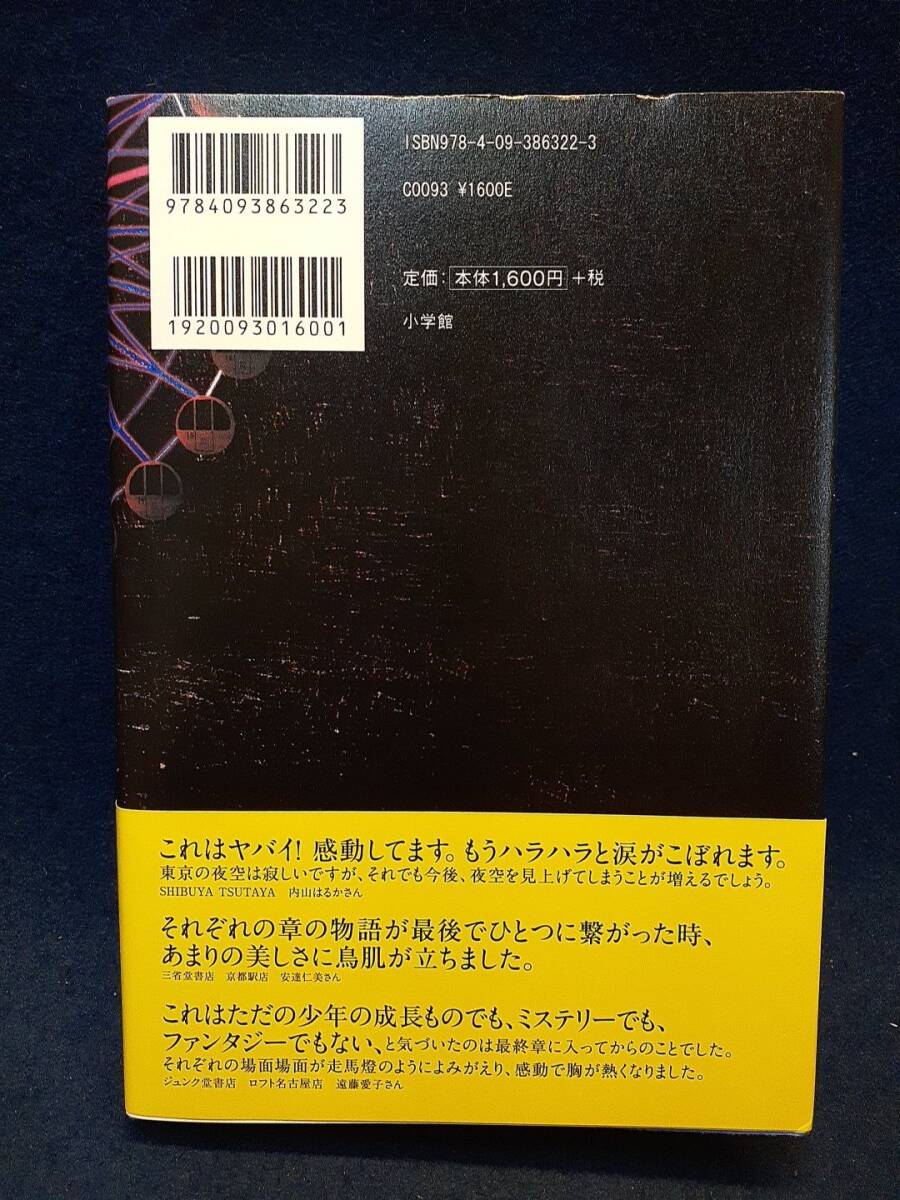 ISBN978-4-09-386322-3
9784093863223
C0093 ¥1600E
1920093016001
定価: 本体1,600円 +税
小学館
これはヤバイ! 感動してます。もうハラハラと涙がこぼれます。
東京の夜空は寂しいですが、それでも今後、夜空を見上げてしまうことが増えるでしょう。
SHIBUYA TSUTAYA 内山はるかさん
それぞれの章の物語が最後でひとつに繋がった時、
あまりの美しさに鳥肌が立ちました。
三省堂書店 京都駅店 安達仁美さん
これはただの少年の成長ものでも、ミステリーでも、
ファンタジーでもない、と気づいたのは最終章に入ってからのことでした。
それぞれの場面場面が走馬燈のようによみがえり、感動で胸が熱くなりました。
ジュンク堂書店 ロフト名古屋店 遠藤愛子さん